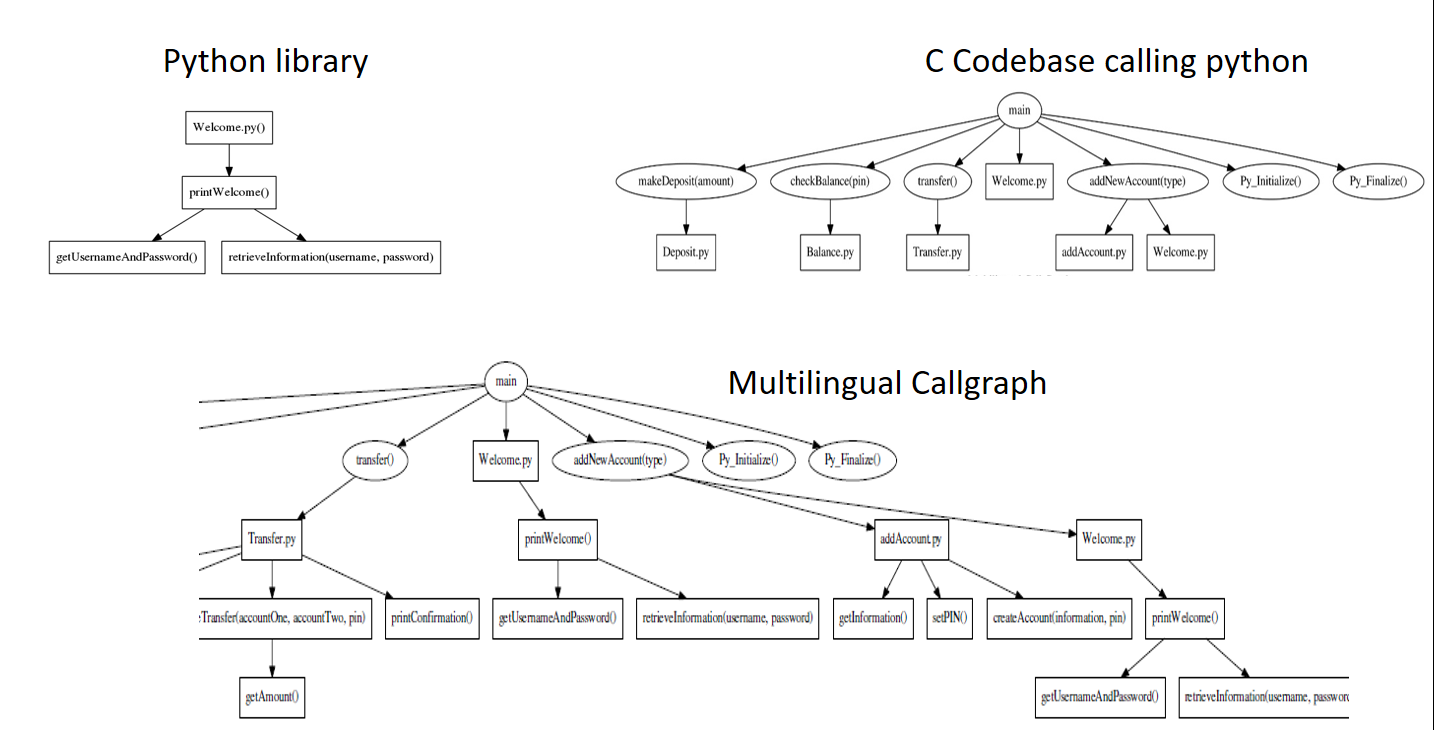 Python library
C Codebase calling python
Welcome.py()
printWelcome()
getUsernameAndPassword()
retrieveInformation(username, password)
main
makeDeposit(amount)
checkBalance(pin)
transfer()
Welcome.py
addNewAccount(type)
Py_Initialize()
Py_Finalize()
Deposit.py
Balance.py
Transfer.py
addAccount.py
Welcome.py
Multilingual Callgraph
main
transfer()
Welcome.py
addNewAccount(type)
Py_Initialize()
Py_Finalize()
Transfer.py
printWelcome()
addAccount.py
Welcome.py
Transfer(accountOne, accountTwo, pin)
printConfirmation()
getUsernameAndPassword()
retrieveInformation(username, password)
getInformation()
setPIN()
createAccount(information, pin)
printWelcome()
getAmount()
getUsernameAndPassword()
retrieveInformation(username, passwor